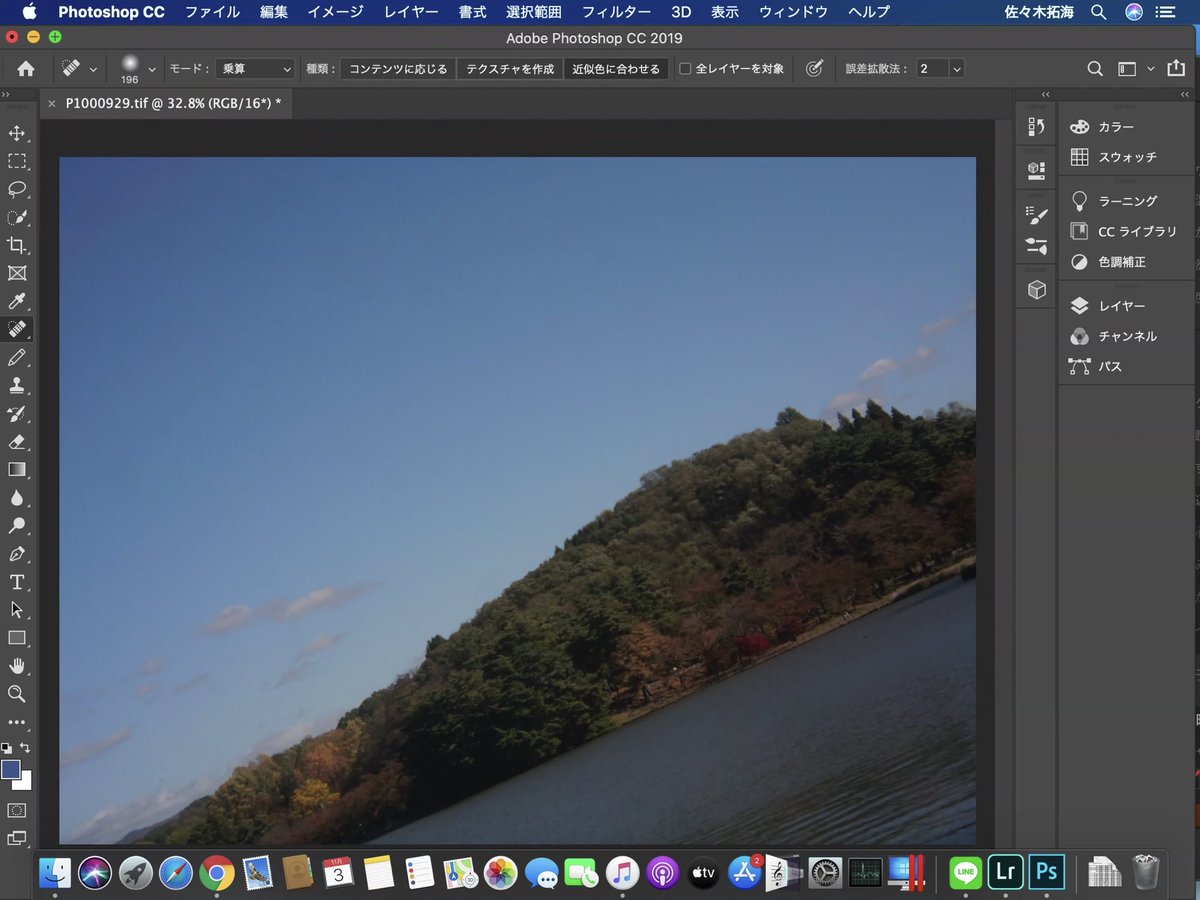 Photoshop CC ファイル 編集 イメージ レイヤー 書式 選択範囲 フィルター 3D 表示 ウィンドウ ヘルプ 佐々木拓海
Adobe Photoshop CC 2019
196 モード： 乗算 種類： コンテンツに応じる テクスチャを作成 近似色に合わせる 全レイヤーを対象 誤差拡散法： 2
× P1000929.tif @ 32.8% (RGB/16*) *
カラー
スウォッチ
ラーニング
CC ライブラリ
色調補正
レイヤー
チャンネル
パス
T
11月
3
30
tv
2
LINE
Lr
Ps